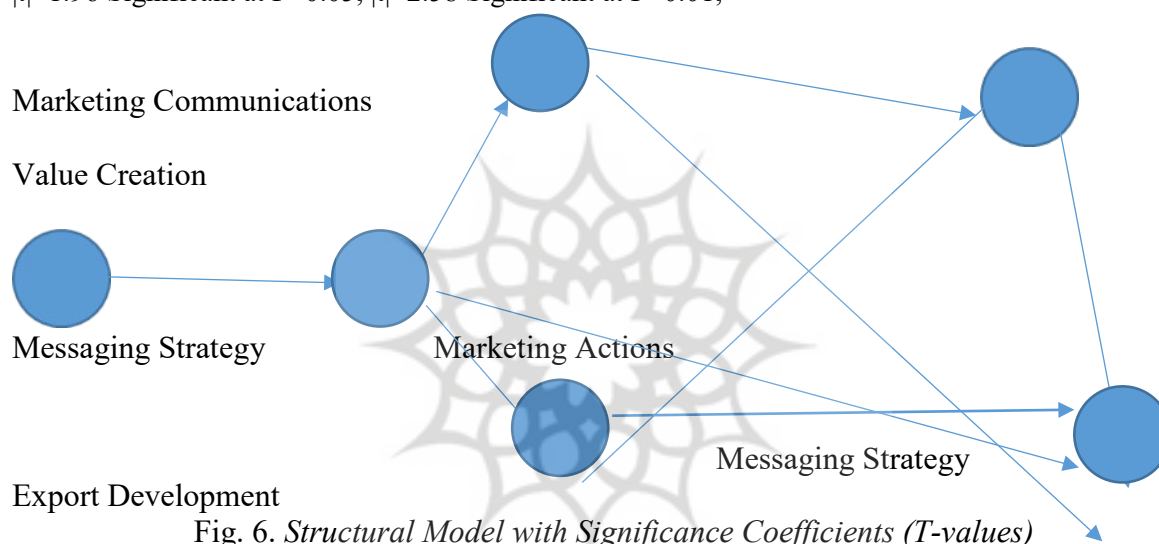 Marketing Communications
Value Creation
Messaging Strategy Marketing Actions
Messaging Strategy
Export Development
Fig. 6. Structural Model with Significance Coefficients (T-values)